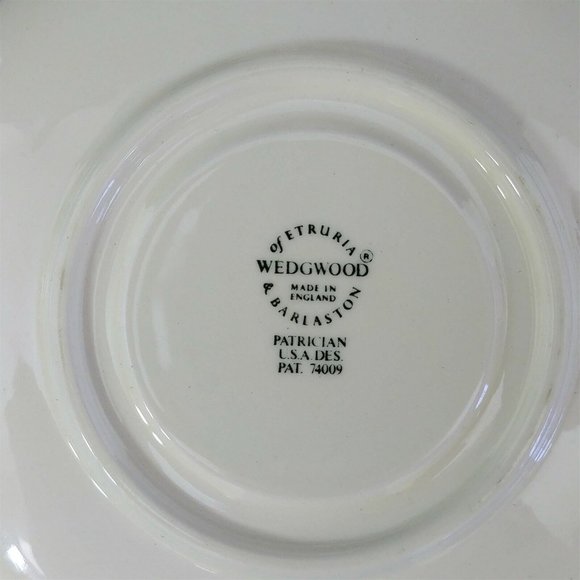 of ETRURIA
WEDGWOOD ®
MADE IN
ENGLAND
& BARLASTON
PATRICIAN
U.S.A DES.
PAT. 74009